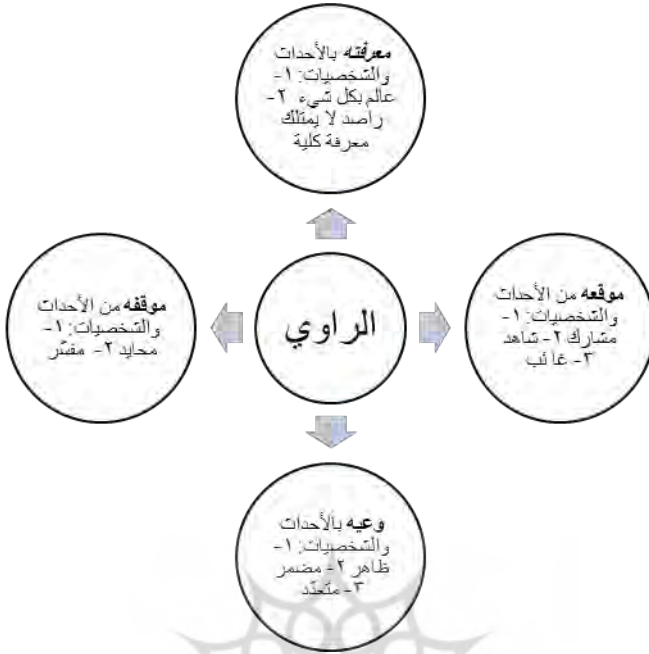 معرفته بالأحداث
والشخصيات: ١-
عالم بكل شيء ٢-
راصد لا يمتلك
معرفة كلية
موقعه من الأحداث
والشخصيات: ١-
مشارك ٢- شاهد
٣- غائب
الراوي
موقفه من الأحداث
والشخصيات: ١-
محايد ٢- مفسّر
وعيه بالأحداث
والشخصيات: ١-
ظاهر ٢- مضمر
٣- متعدّد